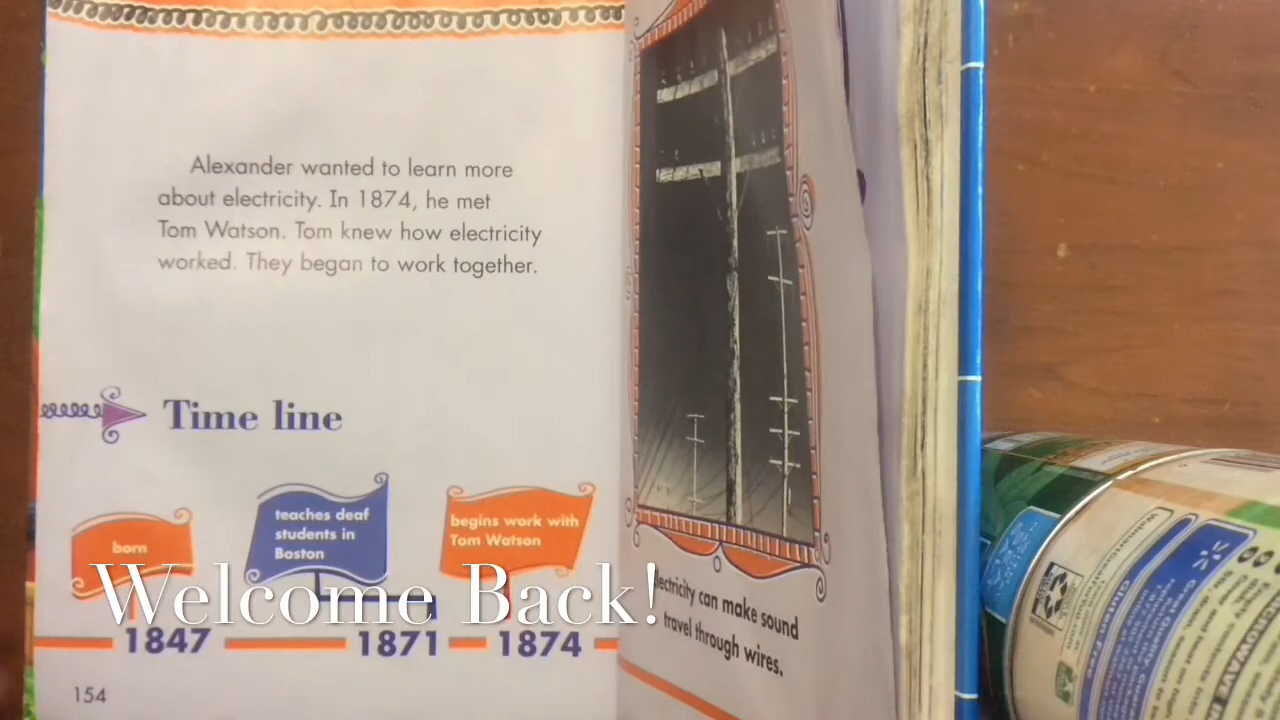 Alexander wanted to learn more
about electricity. In 1874, he met
Tom Watson. Tom knew how electricity
worked. They began to work together.
Time line
born
teaches deaf
students in
Boston
begins work with
Tom Watson
Welcome Back!
1847 1871 1874
154
lectricity can make sound
travel through wires.
Gluten Free